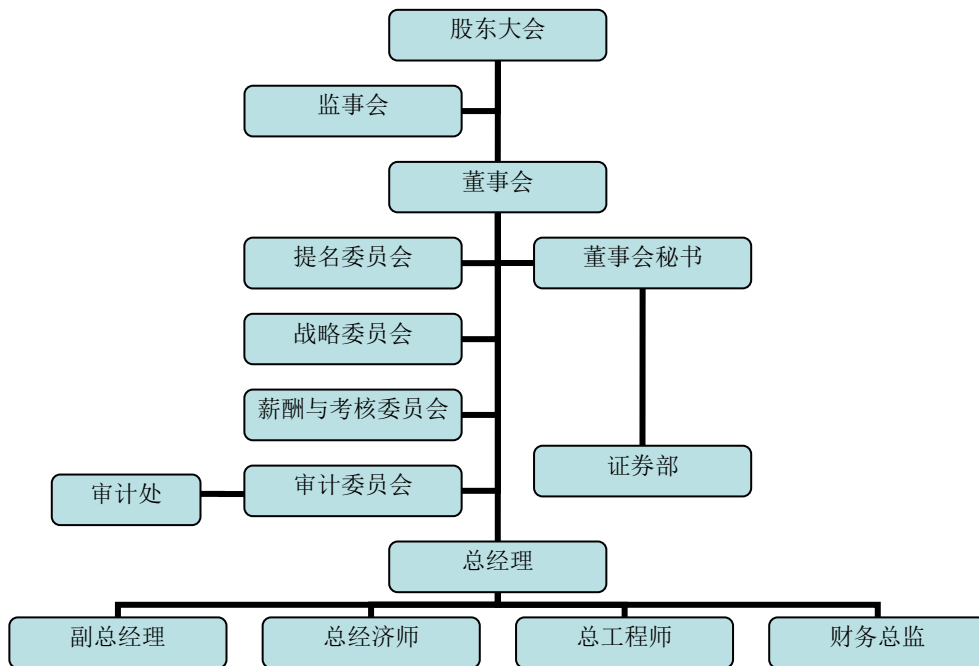 股东大会
监事会
董事会
提名委员会
董事会秘书
战略委员会
薪酬与考核委员会
证券部
审计处
审计委员会
总经理
副总经理
总经济师
总工程师
财务总监